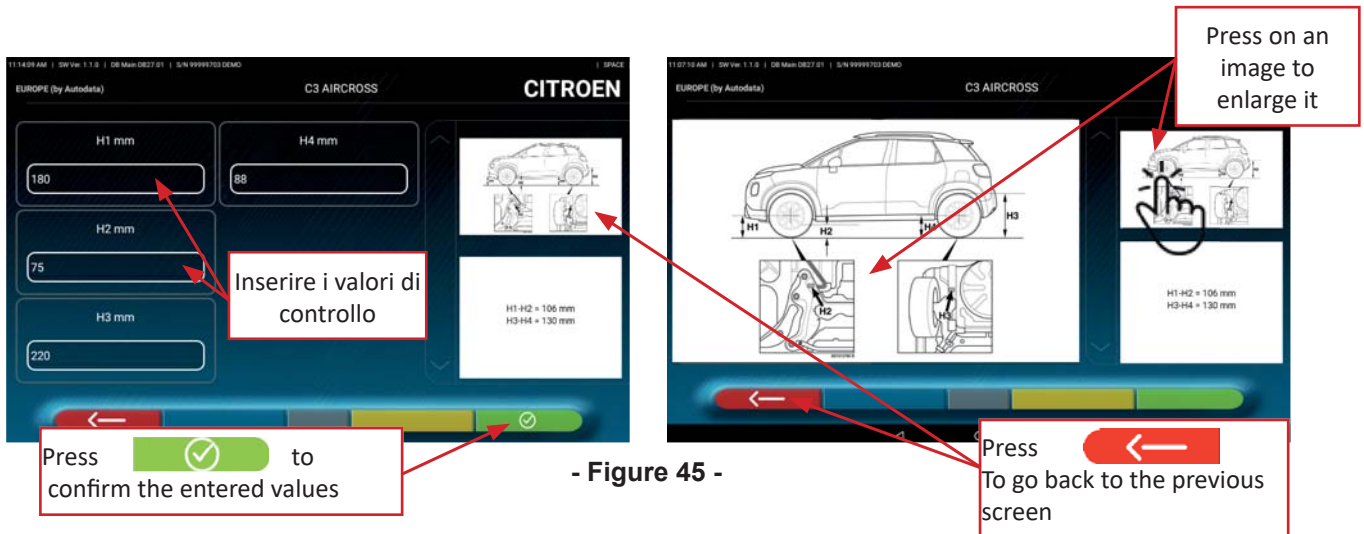 Press on an
image to
enlarge it
11:14:09 AM | SW Ver. 1.1.0 | DB Main DB27.01 | S/N 99999703 DEMO
| SPACE
EUROPE (by Autodata)
C3 AIRCROSS
CITROEN
H1 mm
180
H4 mm
88
H2 mm
75
H3 mm
220
Inserire i valori di
controllo
H1-H2 = 106 mm
H3-H4 = 130 mm
Press to
confirm the entered values
11:07:10 AM | SW Ver. 1.1.0 | DB Main DB27.01 | S/N 99999703 DEMO
EUROPE (by Autodata)
C3 AIRCROSS
H1
H2
H4
H3
H2
H3
H1-H2 = 106 mm
H3-H4 = 130 mm
Press
To go back to the previous
screen
- Figure 45 -